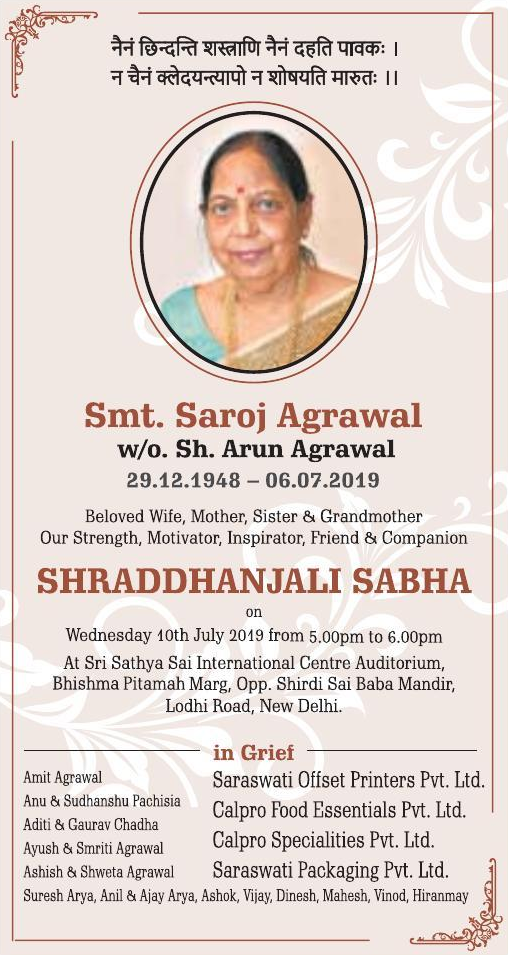 नैनं छिन्दन्ति शस्त्राणि नैनं दहति पावकः ।
न चैनं क्लेदयन्त्यापो न शोषयति मारुतः ।।
Smt. Saroj Agrawal
w/o. Sh. Arun Agrawal
29.12.1948 – 06.07.2019
Beloved Wife, Mother, Sister & Grandmother
Our Strength, Motivator, Inspirator, Friend & Companion
SHRADDHANJALI SABHA
on
Wednesday 10th July 2019 from 5.00pm to 6.00pm
At Sri Sathya Sai International Centre Auditorium,
Bhishma Pitamah Marg, Opp. Shirdi Sai Baba Mandir,
Lodhi Road, New Delhi.
in Grief
Amit Agrawal
Anu & Sudhanshu Pachisia
Aditi & Gaurav Chadha
Ayush & Smriti Agrawal
Ashish & Shweta Agrawal
Saraswati Offset Printers Pvt. Ltd.
Calpro Food Essentials Pvt. Ltd.
Calpro Specialities Pvt. Ltd.
Saraswati Packaging Pvt. Ltd.
Suresh Arya, Anil & Ajay Arya, Ashok, Vijay, Dinesh, Mahesh, Vinod, Hiranmay